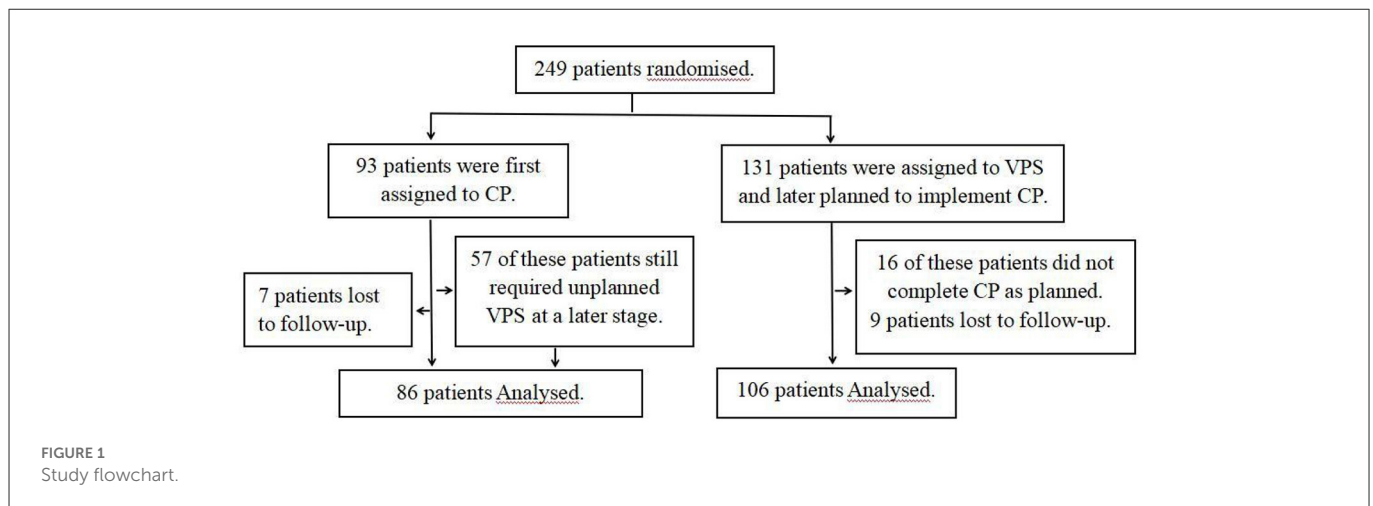 249 patients randomised.
93 patients were first
assigned to CP.
131 patients were assigned to VPS
and later planned to implement CP.
7 patients lost
to follow-up.
57 of these patients still
required unplanned
VPS at a later stage.
16 of these patients did not
complete CP as planned.
9 patients lost to follow-up.
86 patients Analysed.
106 patients Analysed.
FIGURE 1
Study flowchart.